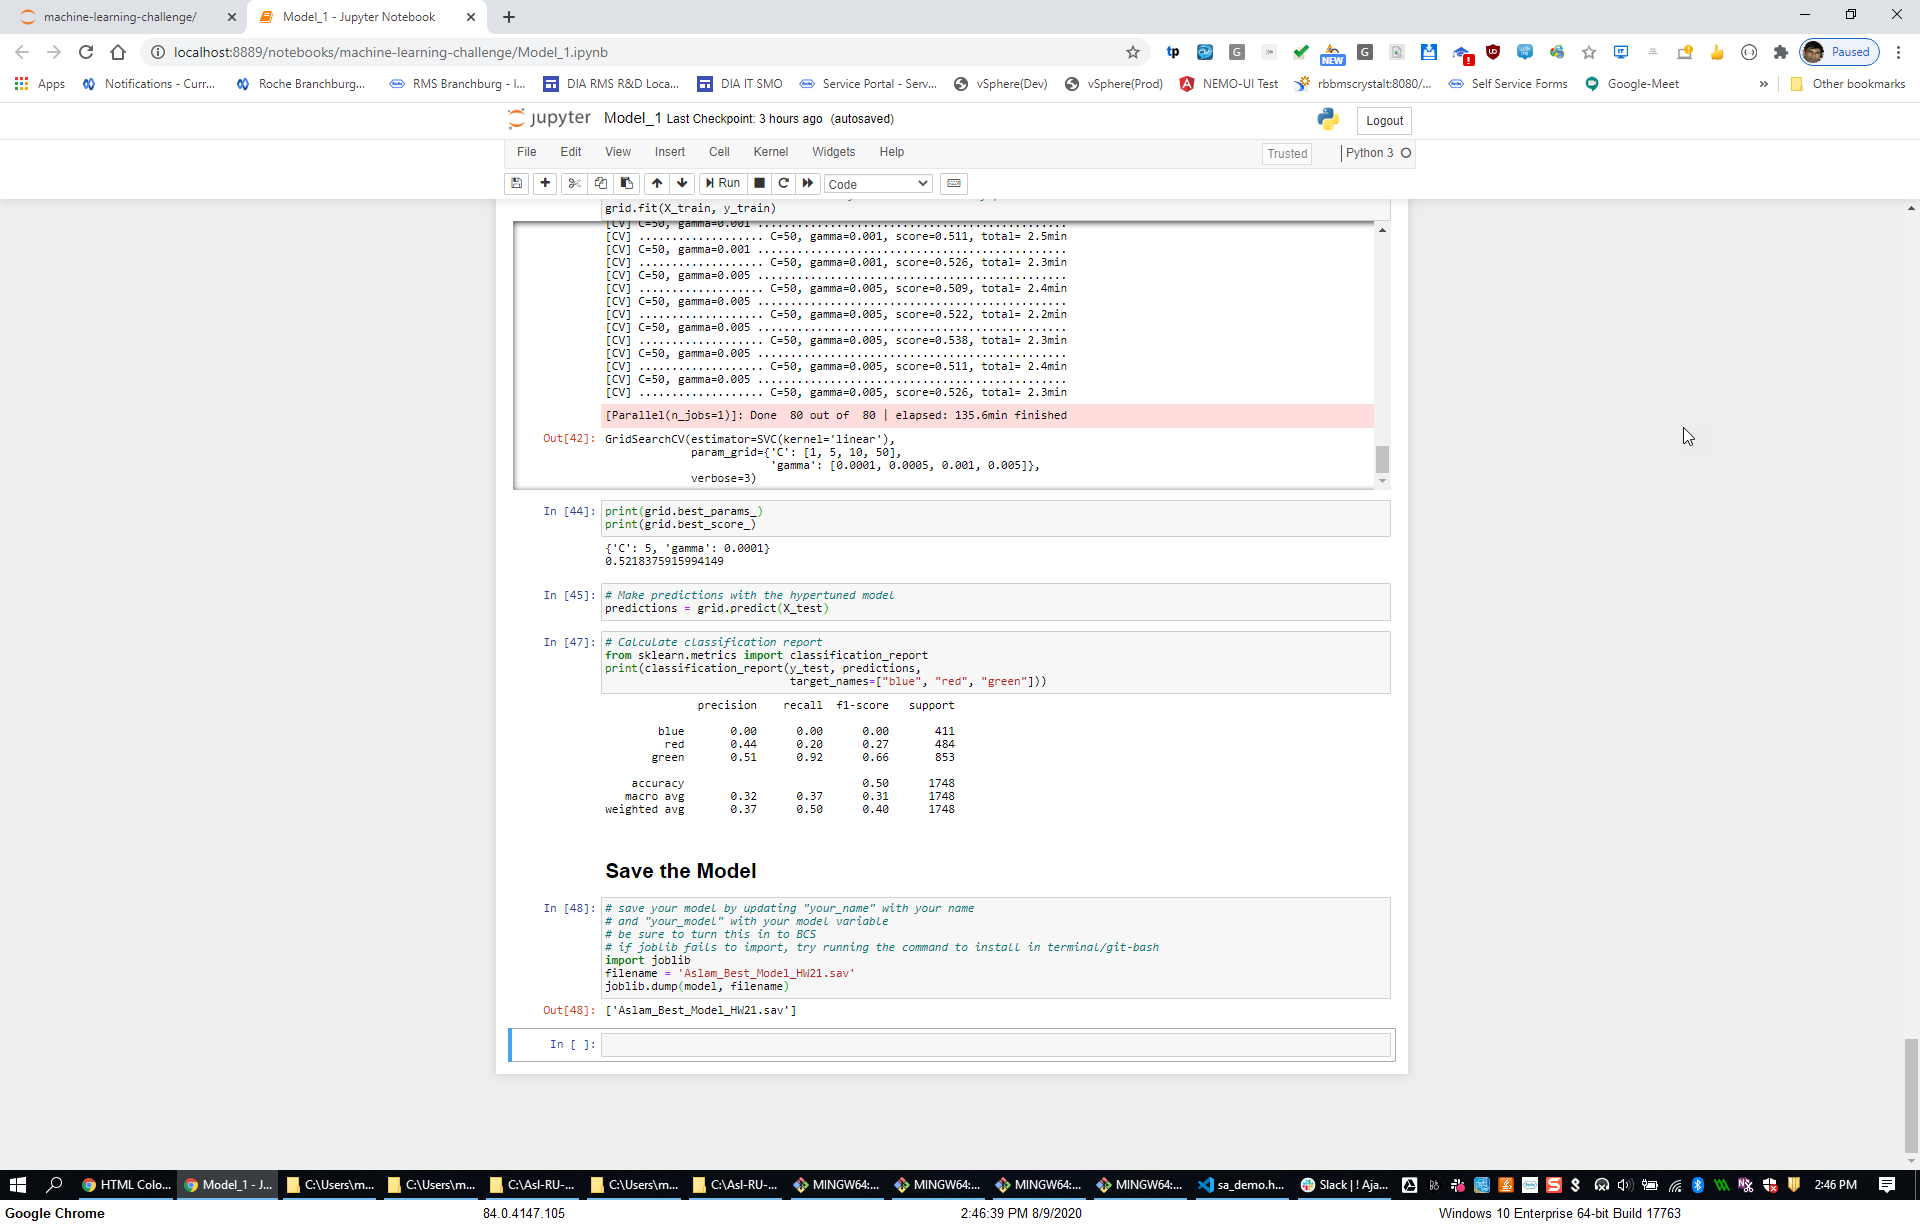 machine-learning-challenge/
Model_1 - Jupyter Notebook
localhost:8889/notebooks/machine-learning-challenge/Model_1.ipynb
Paused
Apps
Notifications - Curr...
Roche Branchburg...
RMS Branchburg - I...
DIA RMS R&D Loca...
DIA IT SMO
Service Portal - Serv...
vSphere(Dev)
vSphere(Prod)
NEMO-UI Test
rbbmscrystalt:8080/...
Self Service Forms
Google-Meet
Other bookmarks
jupyter Model_1 Last Checkpoint: 3 hours ago (autosaved)
Logout
File Edit View Insert Cell Kernel Widgets Help
Trusted
Python 3
Run
Code
grid.fit(X_train, y_train)
[CV] C=50, gamma=0.001 ...............................................
[CV] ................... C=50, gamma=0.001, score=0.511, total= 2.5min
[CV] C=50, gamma=0.001 ...............................................
[CV] ................... C=50, gamma=0.001, score=0.526, total= 2.3min
[CV] C=50, gamma=0.005 ...............................................
[CV] ................... C=50, gamma=0.005, score=0.509, total= 2.4min
[CV] C=50, gamma=0.005 ...............................................
[CV] ................... C=50, gamma=0.005, score=0.522, total= 2.2min
[CV] C=50, gamma=0.005 ...............................................
[CV] ................... C=50, gamma=0.005, score=0.538, total= 2.3min
[CV] C=50, gamma=0.005 ...............................................
[CV] ................... C=50, gamma=0.005, score=0.511, total= 2.4min
[CV] C=50, gamma=0.005 ...............................................
[CV] ................... C=50, gamma=0.005, score=0.526, total= 2.3min
[Parallel(n_jobs=1)]: Done  80 out of  80 | elapsed: 135.6min finished
Out[42]: GridSearchCV(estimator=SVC(kernel='linear'),
param_grid={'C': [1, 5, 10, 50],
'gamma': [0.0001, 0.0005, 0.001, 0.005]},
verbose=3)
In [44]: print(grid.best_params_)
print(grid.best_score_)
{'C': 5, 'gamma': 0.0001}
0.5218375915994149
In [45]: # Make predictions with the hypertuned model
predictions = grid.predict(X_test)
In [47]: # Calculate classification report
from sklearn.metrics import classification_report
print(classification_report(y_test, predictions,
target_names=["blue", "red", "green"]))
precision recall f1-score support
blue 0.00 0.00 0.00 411
red 0.44 0.20 0.27 484
green 0.51 0.92 0.66 853
accuracy 0.50 1748
macro avg 0.32 0.37 0.31 1748
weighted avg 0.37 0.50 0.40 1748
Save the Model
In [48]: # save your model by updating "your_name" with your name
# and "your_model" with your model variable
# be sure to turn this in to BCS
# if joblib fails to import, try running the command to install in terminal/git-bash
import joblib
filename = 'Aslam_Best_Model_HW21.sav'
joblib.dump(model, filename)
Out[48]: ['Aslam_Best_Model_HW21.sav']
In [ ]:
HTML Colo...
Model_1 - J...
C:\Users\m...
C:\Users\m...
C:\Asl-RU-...
C:\Users\m...
C:\Asl-RU-...
MINGW64:...
MINGW64:...
MINGW64:...
MINGW64:...
sa_demo.h...
Slack | ! Aja...
2:46 PM
Google Chrome
84.0.4147.105
2:46:39 PM 8/9/2020
Windows 10 Enterprise 64-bit Build 17763